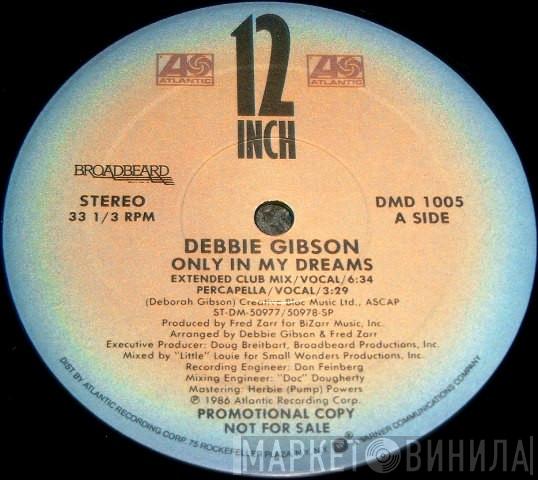 ATLANTIC
12
INCH
ATLANTIC
BROADBEARD
STEREO
33 1/3 RPM
DMD 1005
A SIDE
DEBBIE GIBSON
ONLY IN MY DREAMS
EXTENDED CLUB MIX/VOCAL/6:34
PERCAPELLA/VOCAL/3:29
(Deborah Gibson) Creative Bloc Music Ltd., ASCAP
ST-DM-50977/50978-SP
Produced by Fred Zarr for BiZarr Music, Inc.
Arranged by Debbie Gibson & Fred Zarr
Executive Producer: Doug Breitbart, Broadbeard Productions, Inc.
Mixed by "Little" Louie for Small Wonders Productions, Inc.
Recording Engineer: Don Feinberg
Mixing Engineer: "Doc" Dougherty
Mastering: Herbie (Pump) Powers
℗ 1986 Atlantic Recording Corp.
PROMOTIONAL COPY
NOT FOR SALE
DIST. BY ATLANTIC RECORDING CORP. 75 ROCKEFELLER PLAZA, N.Y., N.Y. WARNER COMMUNICATIONS COMPANY
МАРКЕТ ВИНИЛА